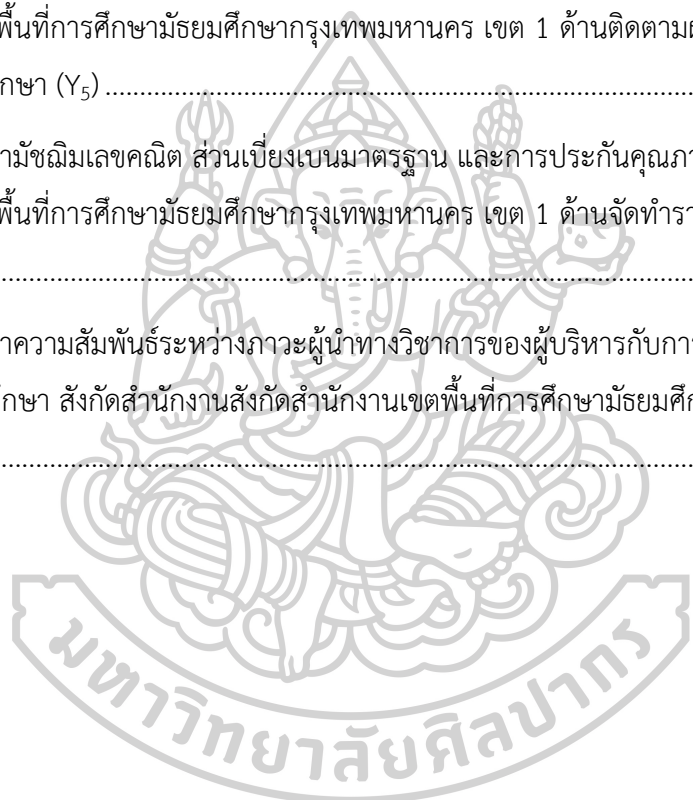 พื้นที่การศึกษามัธยมศึกษากรุงเทพมหานคร เขต 1 ด้านติดตาม
กษา (Y₅)........................................................................................................
ามัชฌิมเลขคณิต ส่วนเบี่ยงเบนมาตรฐาน และการประกันคุณภา
พื้นที่การศึกษามัธยมศึกษากรุงเทพมหานคร เขต 1 ด้านจัดทำรา
........................................................................................................
าความสัมพันธ์ระหว่างภาวะผู้นำทางวิชาการของผู้บริหารกับกา
กษา สังกัดสำนักงานสังกัดสำนักงานเขตพื้นที่การศึกษามัธยมศึ
........................................................................................................
มหาวิทยาลัยศิลปากร